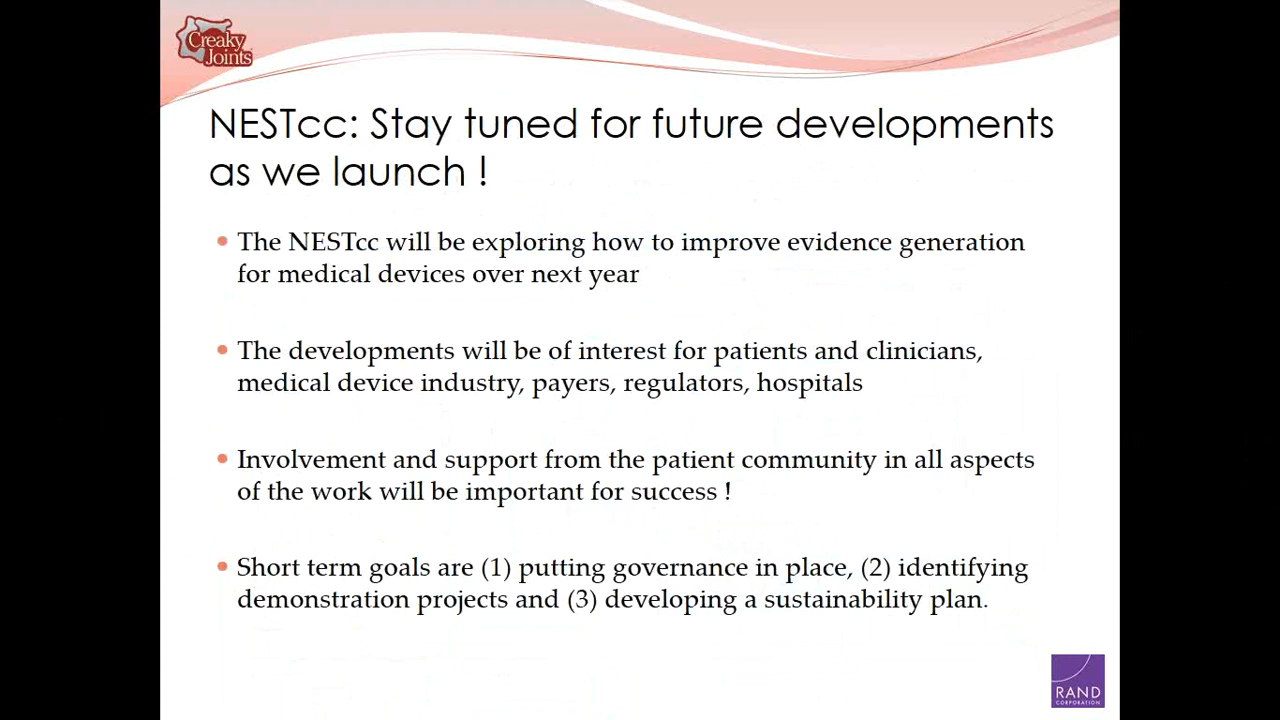 Creaky
Joints
NESTcc: Stay tuned for future developments
as we launch !
• The NESTcc will be exploring how to improve evidence generation
for medical devices over next year
• The developments will be of interest for patients and clinicians,
medical device industry, payers, regulators, hospitals
• Involvement and support from the patient community in all aspects
of the work will be important for success !
• Short term goals are (1) putting governance in place, (2) identifying
demonstration projects and (3) developing a sustainability plan.
RAND
CORPORATION